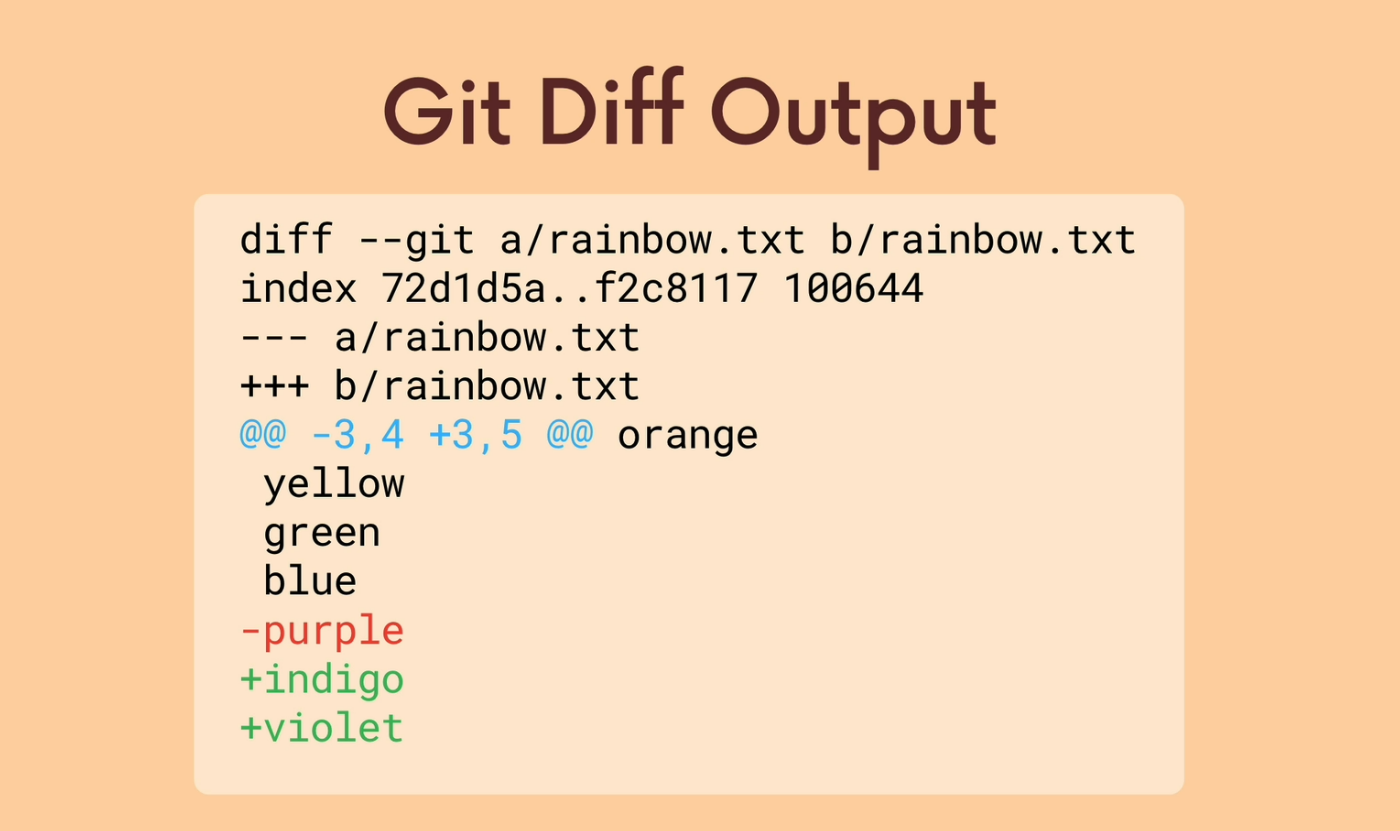 Git Diff Output
diff --git a/rainbow.txt b/rainbow.txt
index 72d1d5a..f2c8117 100644
--- a/rainbow.txt
+++ b/rainbow.txt
@@ -3,4 +3,5 @@ orange
 yellow
 green
 blue
-purple
+indigo
+violet